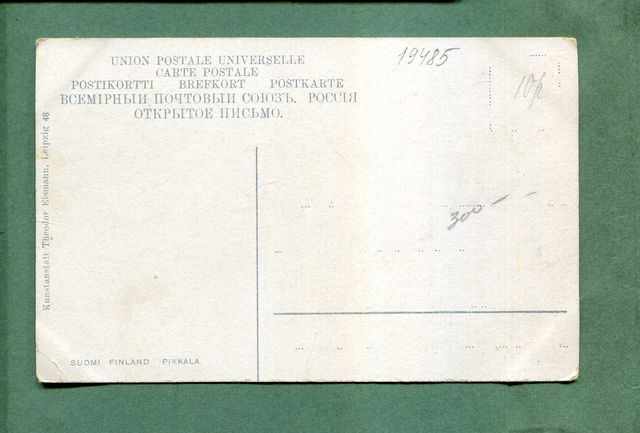 UNION POSTALE UNIVERSELLE
CARTE POSTALE
POSTIKORTTI BREFKORT POSTKARTE
ВСЕМІРНЫЙ ПОЧТОВЫЙ СОЮЗЪ. РОССІЯ
ОТКРЫТОЕ ПИСЬМО.
19485
10р
300 –
Kunstanstalt Theodor Eismann, Leipzig 48
SUOMI FINLAND PIKKALA.